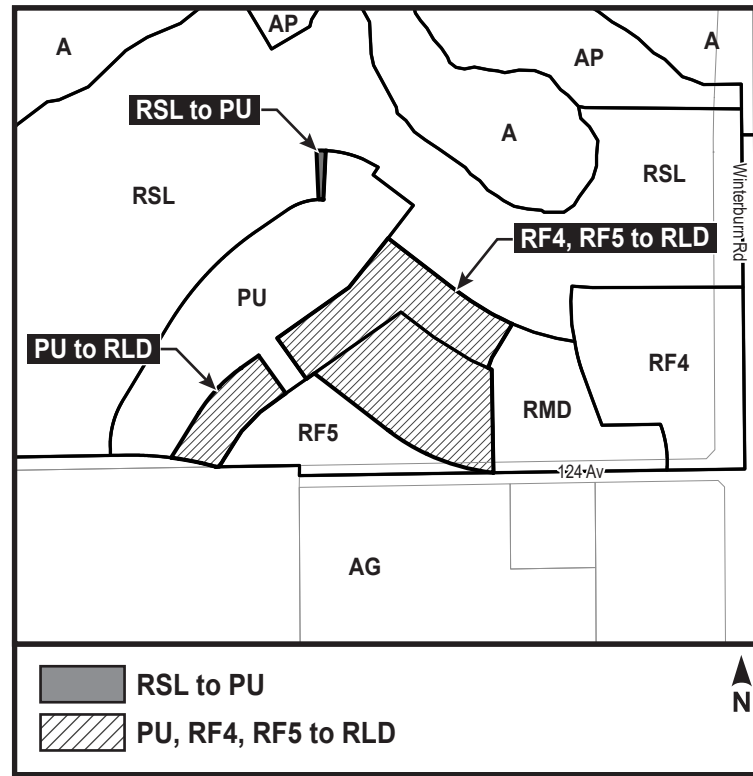 AP
A
A
AP
RSL to PU
A
RSL
RSL
Winterburn Rd
RF4, RF5 to RLD
PU
PU to RLD
RF4
RMD
RF5
124 Av
AG
RSL to PU
N
PU, RF4, RF5 to RLD